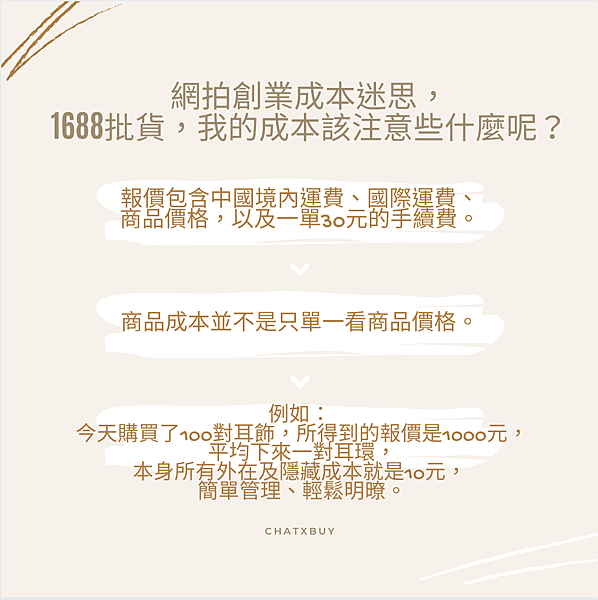 網拍創業成本迷思，
1688批貨，我的成本該注意些什麼呢？
報價包含中國境內運費、國際運費、
商品價格，以及一單30元的手續費。
商品成本並不是只單一看商品價格。
例如：
今天購買了100對耳飾，所得到的報價是1000元，
平均下來一對耳環，
本身所有外在及隱藏成本就是10元，
簡單管理、輕鬆明瞭。
CHATXBUY